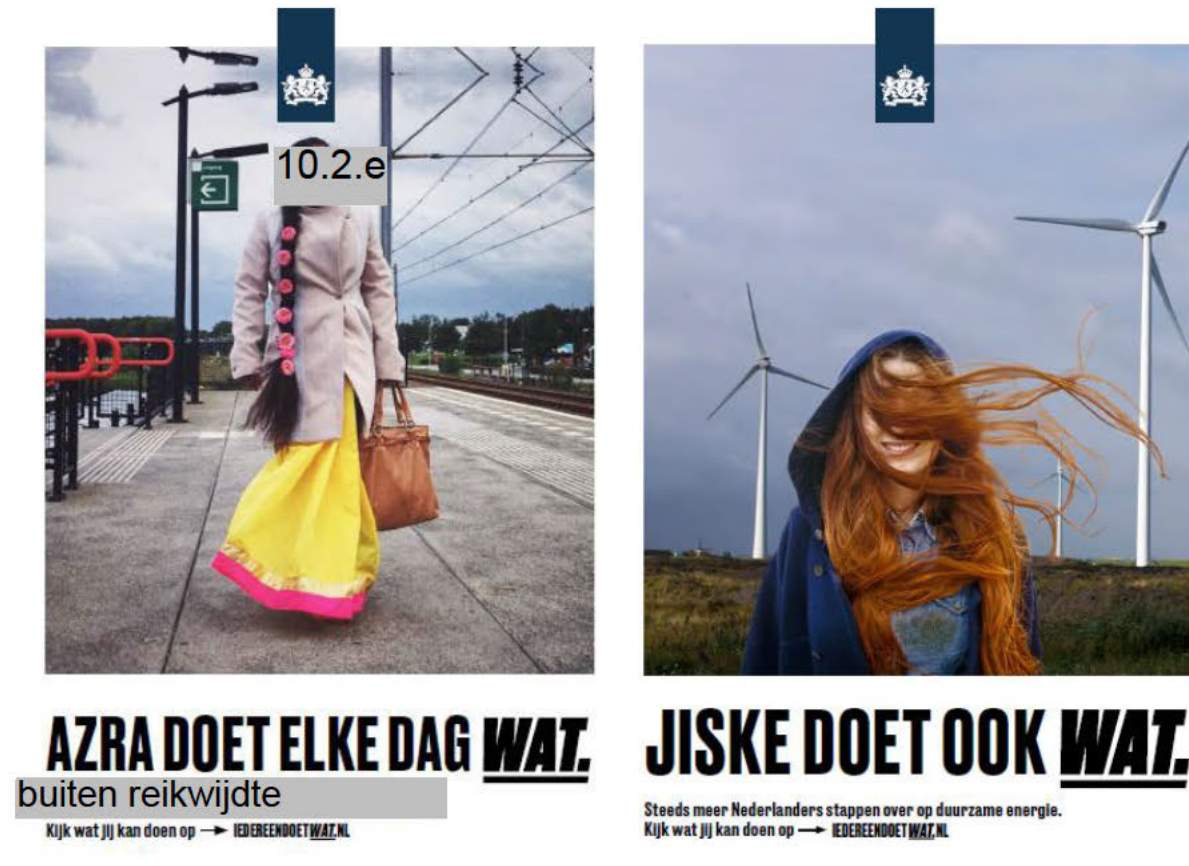 10.2.e
AZRA DOET ELKE DAG WAT.
buiten reikwijdte
Kijk wat jij kan doen op → IEDEREENDOETWAT.NL
JISKE DOET OOK WAT.
Steeds meer Nederlanders stappen over op duurzame energie.
Kijk wat jij kan doen op → IEDEREENDOETWAT.NL